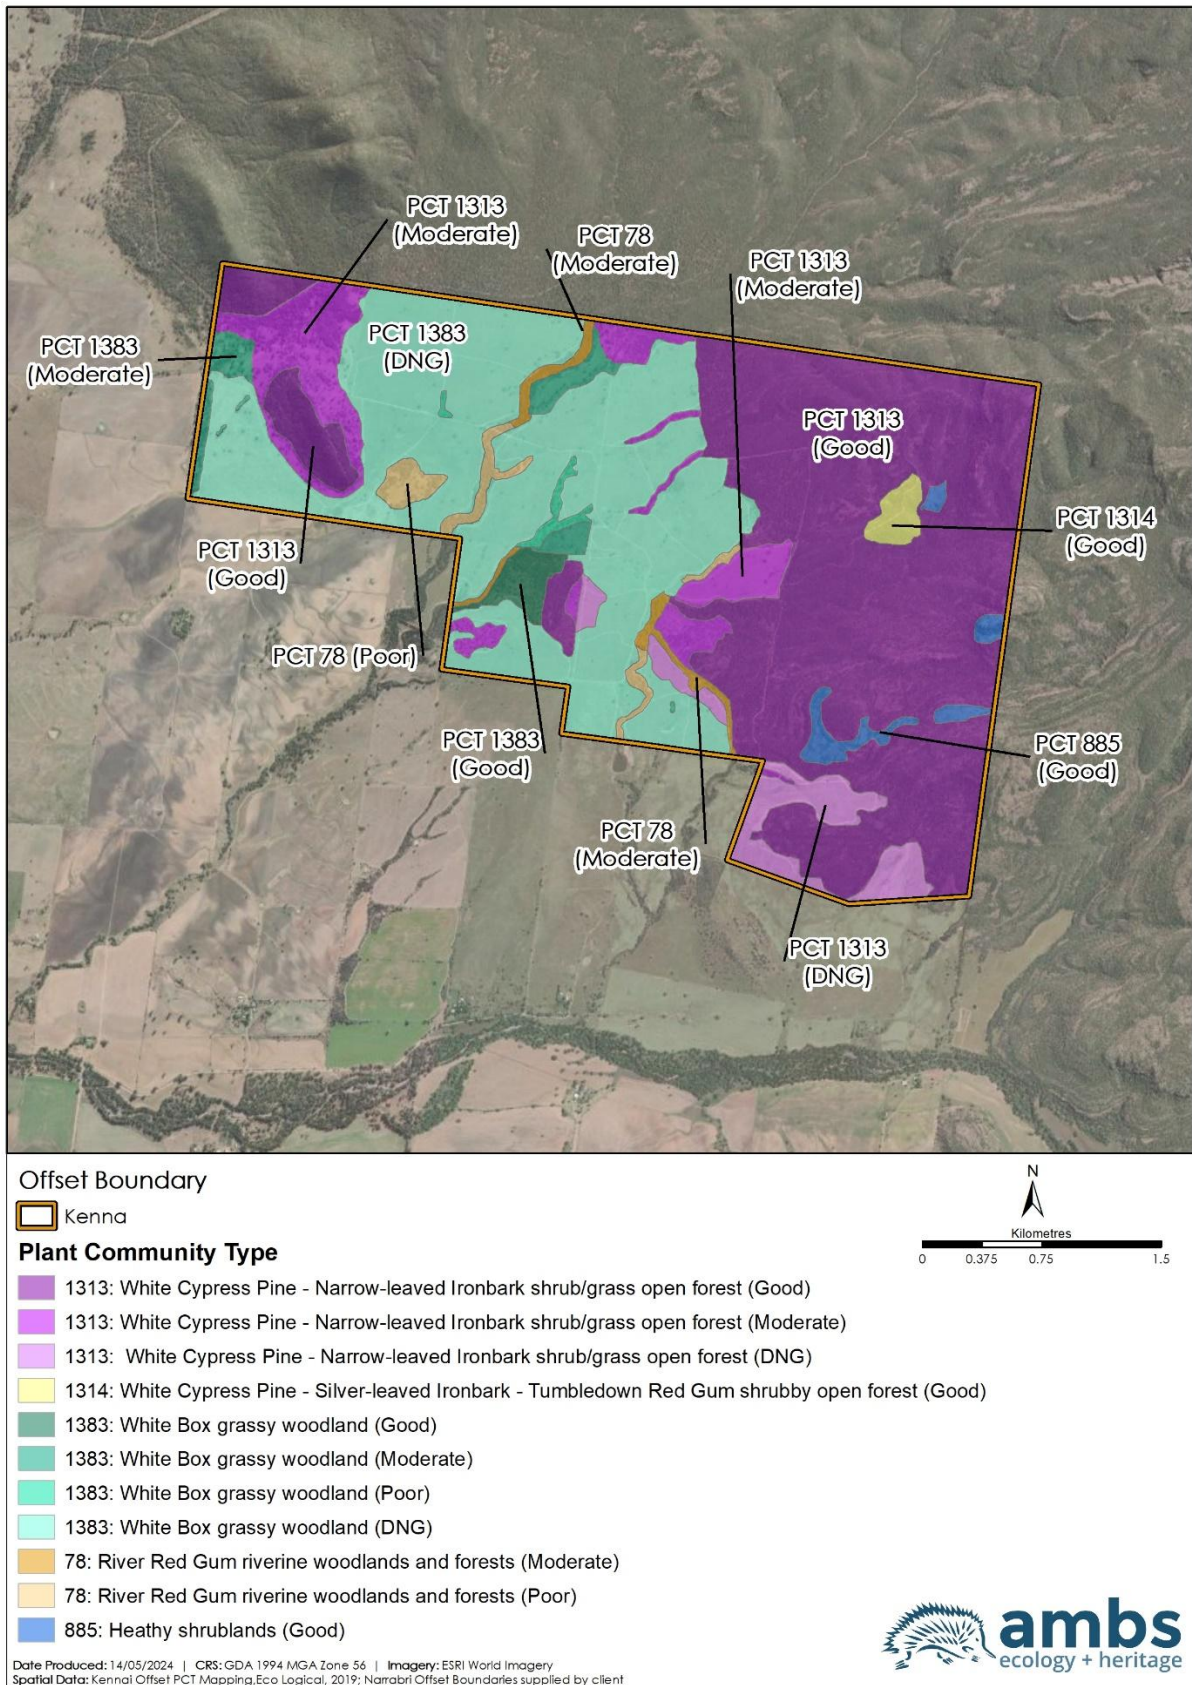 PCT 1313
(Moderate)
PCT 78
(Moderate)
PCT 1313
(Moderate)
PCT 1383
(Moderate)
PCT 1383
(DNG)
PCT 1313
(Good)
PCT 1314
(Good)
PCT 1313
(Good)
PCT 78 (Poor)
PCT 1383
(Good)
PCT 885
(Good)
PCT 78
(Moderate)
PCT 1313
(DNG)
Offset Boundary
Kenna
Plant Community Type
1313: White Cypress Pine - Narrow-leaved Ironbark shrub/grass open forest (Good)
1313: White Cypress Pine - Narrow-leaved Ironbark shrub/grass open forest (Moderate)
1313: White Cypress Pine - Narrow-leaved Ironbark shrub/grass open forest (DNG)
1314: White Cypress Pine - Silver-leaved Ironbark - Tumbledown Red Gum shrubby open forest (Good)
1383: White Box grassy woodland (Good)
1383: White Box grassy woodland (Moderate)
1383: White Box grassy woodland (Poor)
1383: White Box grassy woodland (DNG)
78: River Red Gum riverine woodlands and forests (Moderate)
78: River Red Gum riverine woodlands and forests (Poor)
885: Heathy shrublands (Good)
N
Kilometres
0 0.375 0.75 1.5
ambs
ecology + heritage
Date Produced: 14/05/2024 | CRS: GDA 1994 MGA Zone 56 | Imagery: ESRI World Imagery
Spatial Data: Kennai Offset PCT Mapping,Eco Logical, 2019; Narrabri Offset Boundaries supplied by client